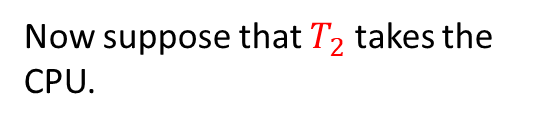 Now suppose that T₂ takes the
CPU.